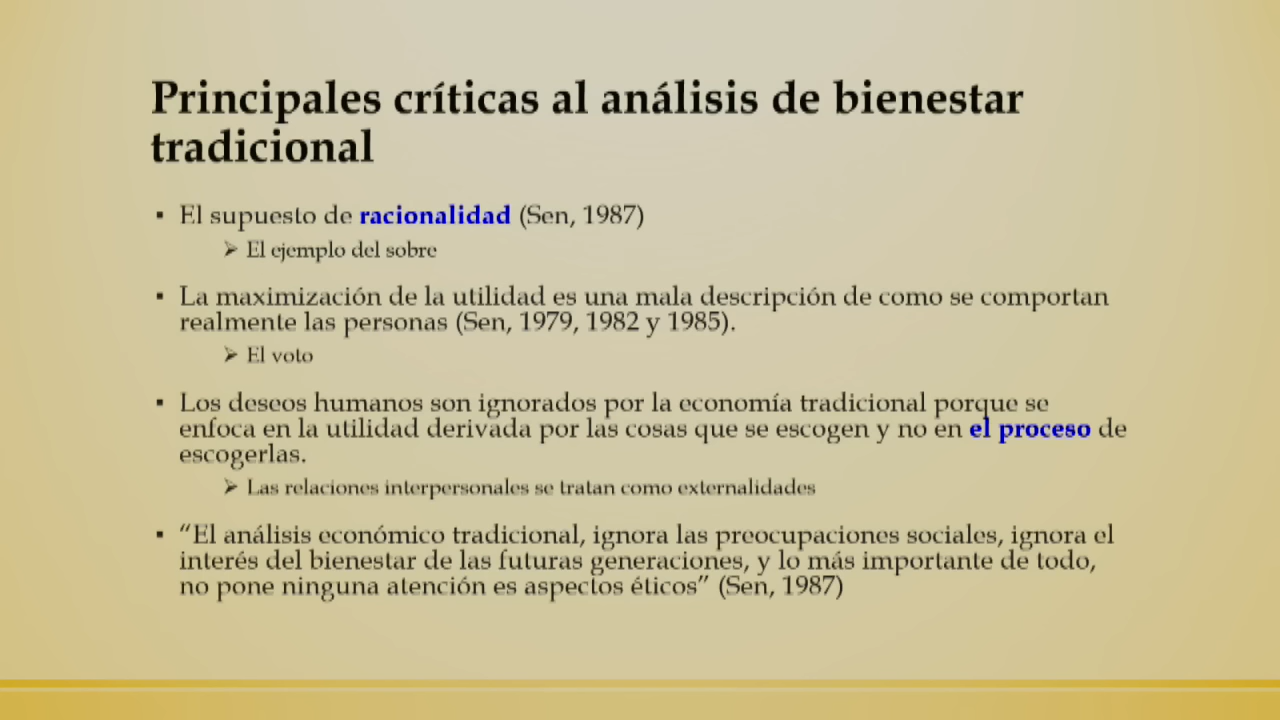 Principales críticas al análisis de bienestar
tradicional
▪ El supuesto de racionalidad (Sen, 1987)
➢ El ejemplo del sobre
▪ La maximización de la utilidad es una mala descripción de como se comportan
realmente las personas (Sen, 1979, 1982 y 1985).
➢ El voto
▪ Los deseos humanos son ignorados por la economía tradicional porque se
enfoca en la utilidad derivada por las cosas que se escogen y no en el proceso de
escogerlas.
➢ Las relaciones interpersonales se tratan como externalidades
▪ “El análisis económico tradicional, ignora las preocupaciones sociales, ignora el
interés del bienestar de las futuras generaciones, y lo más importante de todo,
no pone ninguna atención es aspectos éticos” (Sen, 1987)